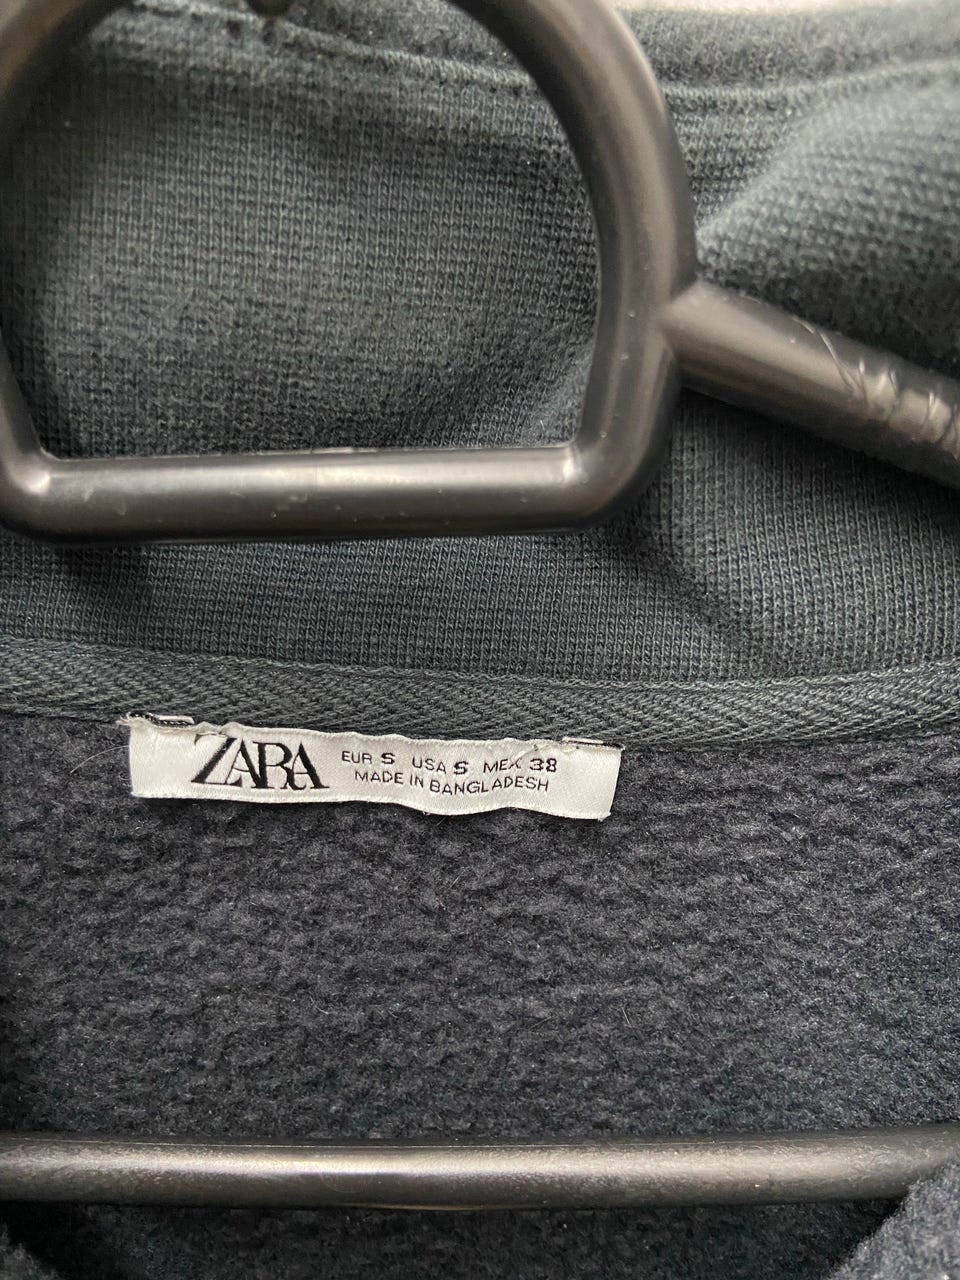 ZARA
EUR S USA S MEX 38
MADE IN BANGLADESH